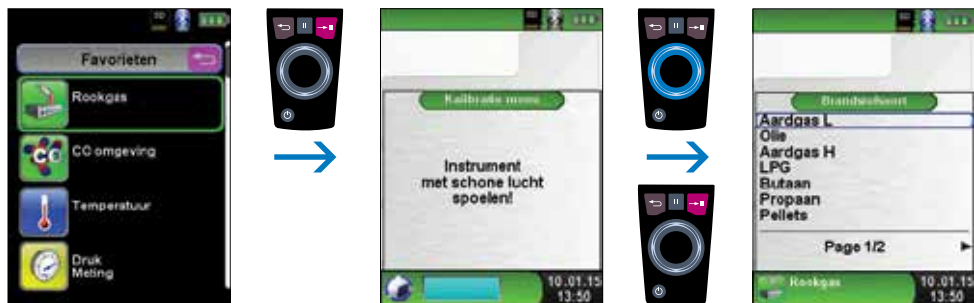 Favorieten
Rookgas
CO omgeving
Temperatuur
Druk
Meting
Kalibratie menu
Instrument
met schone lucht
spoelen!
10.01.15
13:50
Brandstofsoort
Aardgas L
Olie
Aardgas H
LPG
Butaan
Propaan
Pellets
Page 1/2
Rookgas
10.01.15
13:50